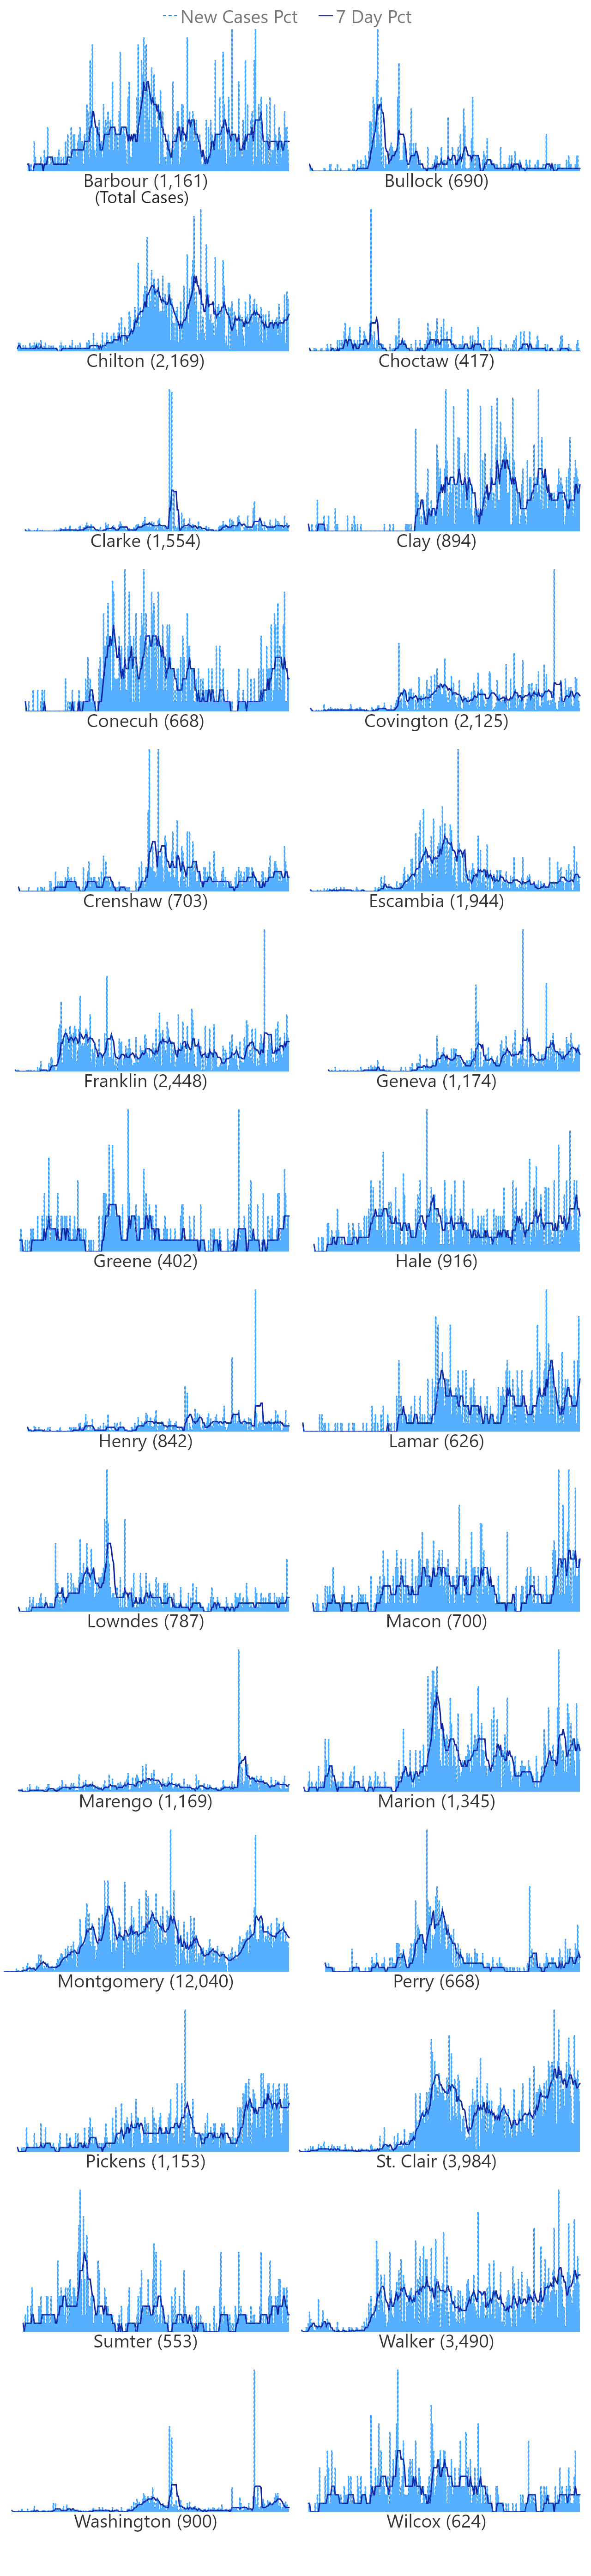 New Cases Pct 7 Day Pct
Barbour (1,161) Bullock (690)
(Total Cases)
Chilton (2,169) Choctaw (417)
Clarke (1,554) Clay (894)
Conecuh (668) Covington (2,125)
Crenshaw (703) Escambia (1,944)
Franklin (2,448) Geneva (1,174)
Greene (402) Hale (916)
Henry (842) Lamar (626)
Lowndes (787) Macon (700)
Marengo (1,169) Marion (1,345)
Montgomery (12,040) Perry (668)
Pickens (1,153) St. Clair (3,984)
Sumter (553) Walker (3,490)
Washington (900) Wilcox (624)